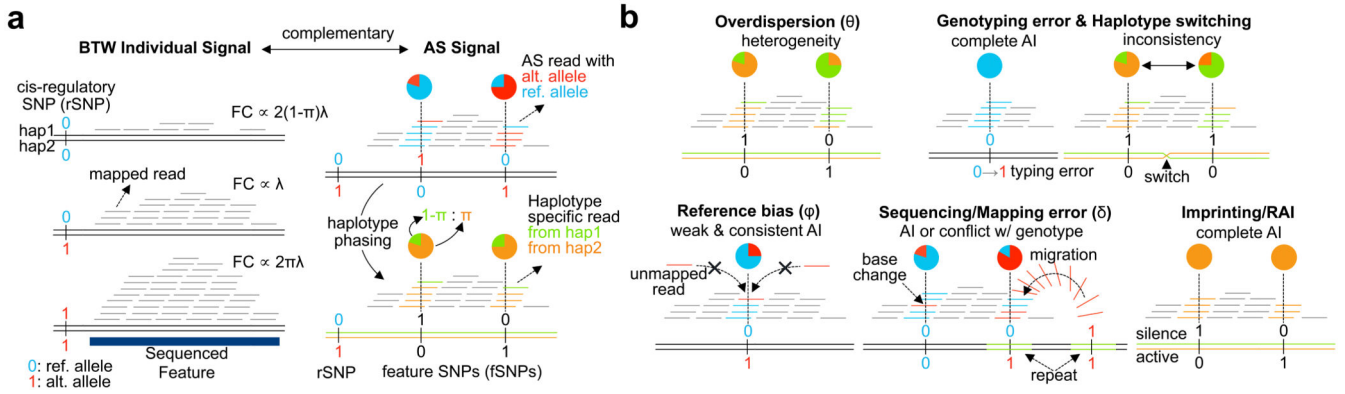 a
BTW Individual Signal
complementary
AS Signal
cis-regulatory
SNP (rSNP)
0
hap1
hap2
0
FC ∝ 2(1-π)λ
mapped read
0
1
FC ∝ λ
1
1
FC ∝ 2πλ
0: ref. allele
1: alt. allele
Sequenced
Feature
AS read with
alt. allele
ref. allele
0 1 0
1 0 1
haplotype
phasing
1-π : π
Haplotype
specific read
from hap1
from hap2
0 1 0
1 0 1
rSNP
feature SNPs (fSNPs)
b
Overdispersion (θ)
heterogeneity
1 0
0 1
Genotyping error & Haplotype switching
complete AI
inconsistency
1
0→1 typing error
1 1
0 0
switch
Reference bias (φ)
weak & consistent AI
unmapped
read
0
1
Sequencing/Mapping error (δ)
AI or conflict w/ genotype
base
change
migration
0 0 1
0 1 1
repeat
Imprinting/RAI
complete AI
1 0
silence
active
0 1